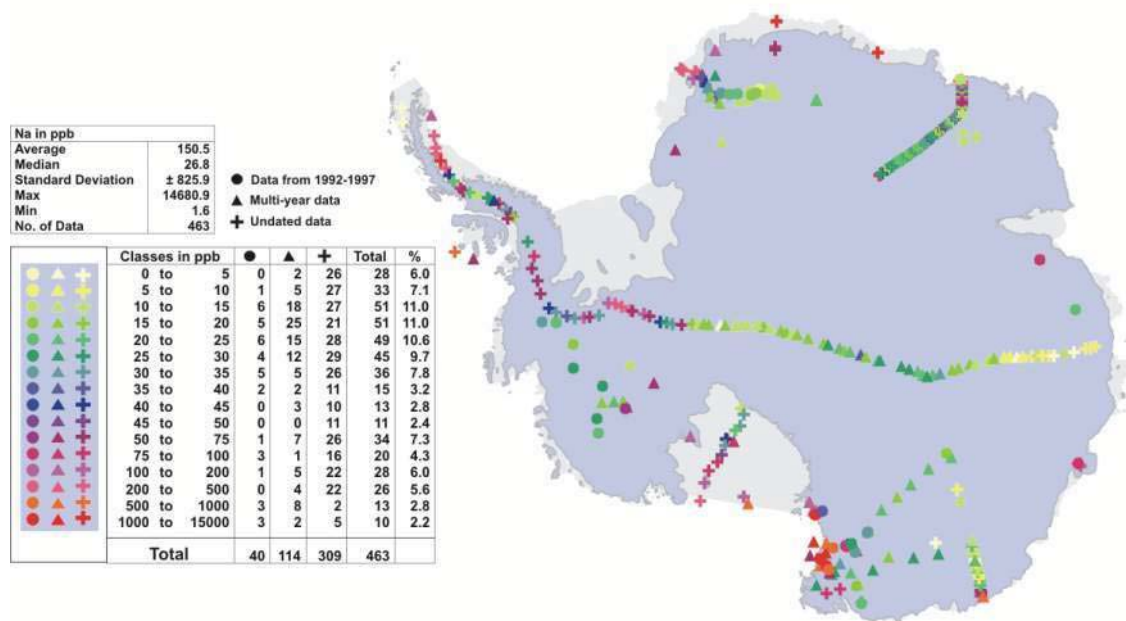 Na in ppb
Average 150.5
Median 26.8
Standard Deviation ± 825.9
Max 14680.9
Min 1.6
No. of Data 463
Data from 1992-1997
Multi-year data
Undated data
Classes in ppb Total %
0 to 5 0 2 26 28 6.0
5 to 10 1 5 27 33 7.1
10 to 15 6 18 27 51 11.0
15 to 20 5 25 21 51 11.0
20 to 25 6 15 28 49 10.6
25 to 30 4 12 29 45 9.7
30 to 35 5 5 26 36 7.8
35 to 40 2 2 11 15 3.2
40 to 45 0 3 10 13 2.8
45 to 50 0 0 11 11 2.4
50 to 75 1 7 26 34 7.3
75 to 100 3 1 16 20 4.3
100 to 200 1 5 22 28 6.0
200 to 500 0 4 22 26 5.6
500 to 1000 3 8 2 13 2.8
1000 to 15000 3 2 5 10 2.2
Total 40 114 309 463